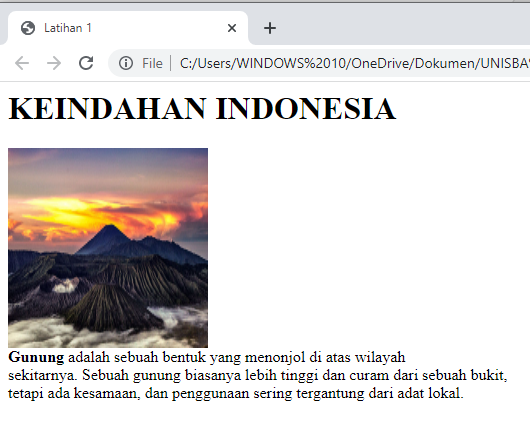 Latihan 1
File
C:/Users/WINDOWS%2010/OneDrive/Dokumen/UNISBA%
KEINDAHAN INDONESIA
Gunung adalah sebuah bentuk yang menonjol di atas wilayah
sekitarnya. Sebuah gunung biasanya lebih tinggi dan curam dari sebuah bukit,
tetapi ada kesamaan, dan penggunaan sering tergantung dari adat lokal.